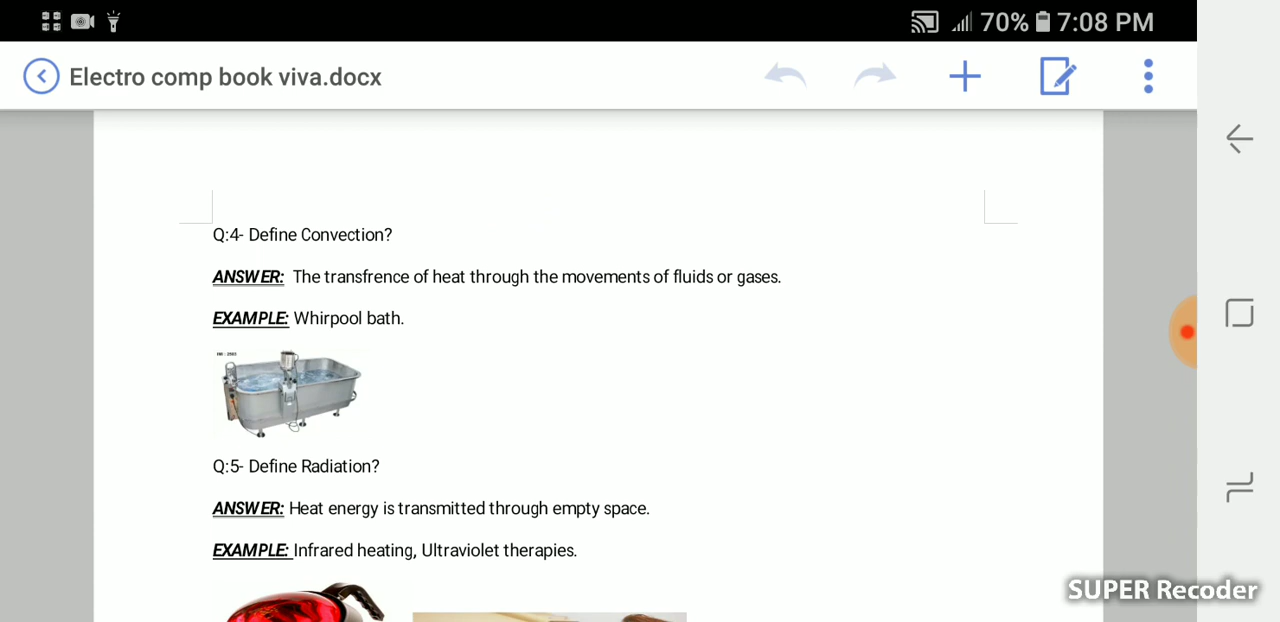 70% 7:08 PM
Electro comp book viva.docx
Q:4- Define Convection?
ANSWER: The transfrence of heat through the movements of fluids or gases.
EXAMPLE: Whirpool bath.
Q:5- Define Radiation?
ANSWER: Heat energy is transmitted through empty space.
EXAMPLE: Infrared heating, Ultraviolet therapies.
SUPER Recoder